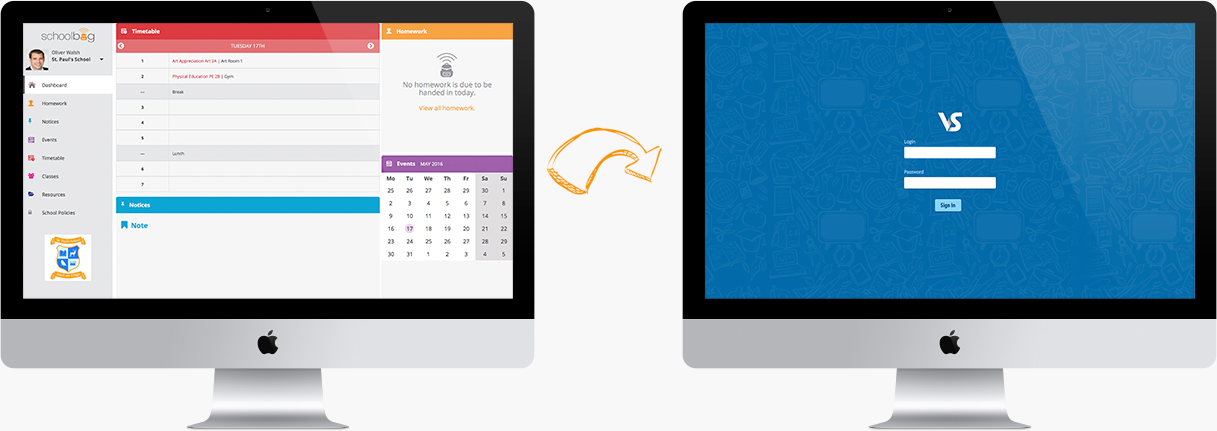 schoolbag
Oliver Walsh
St. Paul's School
Dashboard
Homework
Notices
Events
Timetable
Classes
Resources
School Policies
Timetable
TUESDAY 17TH
1 Art Appreciation Art 2A | Art Room 1
2 Physical Education PE 2B | Gym
— Break
3
4
5
— Lunch
6
7
Notices
Note
Homework
No homework is due to be
handed in today.
View all homework.
Events MAY 2016
Mo Tu We Th Fr Sa Su
25 26 27 28 29 30 1
2 3 4 5 6 7 8
9 10 11 12 13 14 15
16 17 18 19 20 21 22
23 24 25 26 27 28 29
30 31 1 2 3 4 5
VS
Login
Password
Sign In